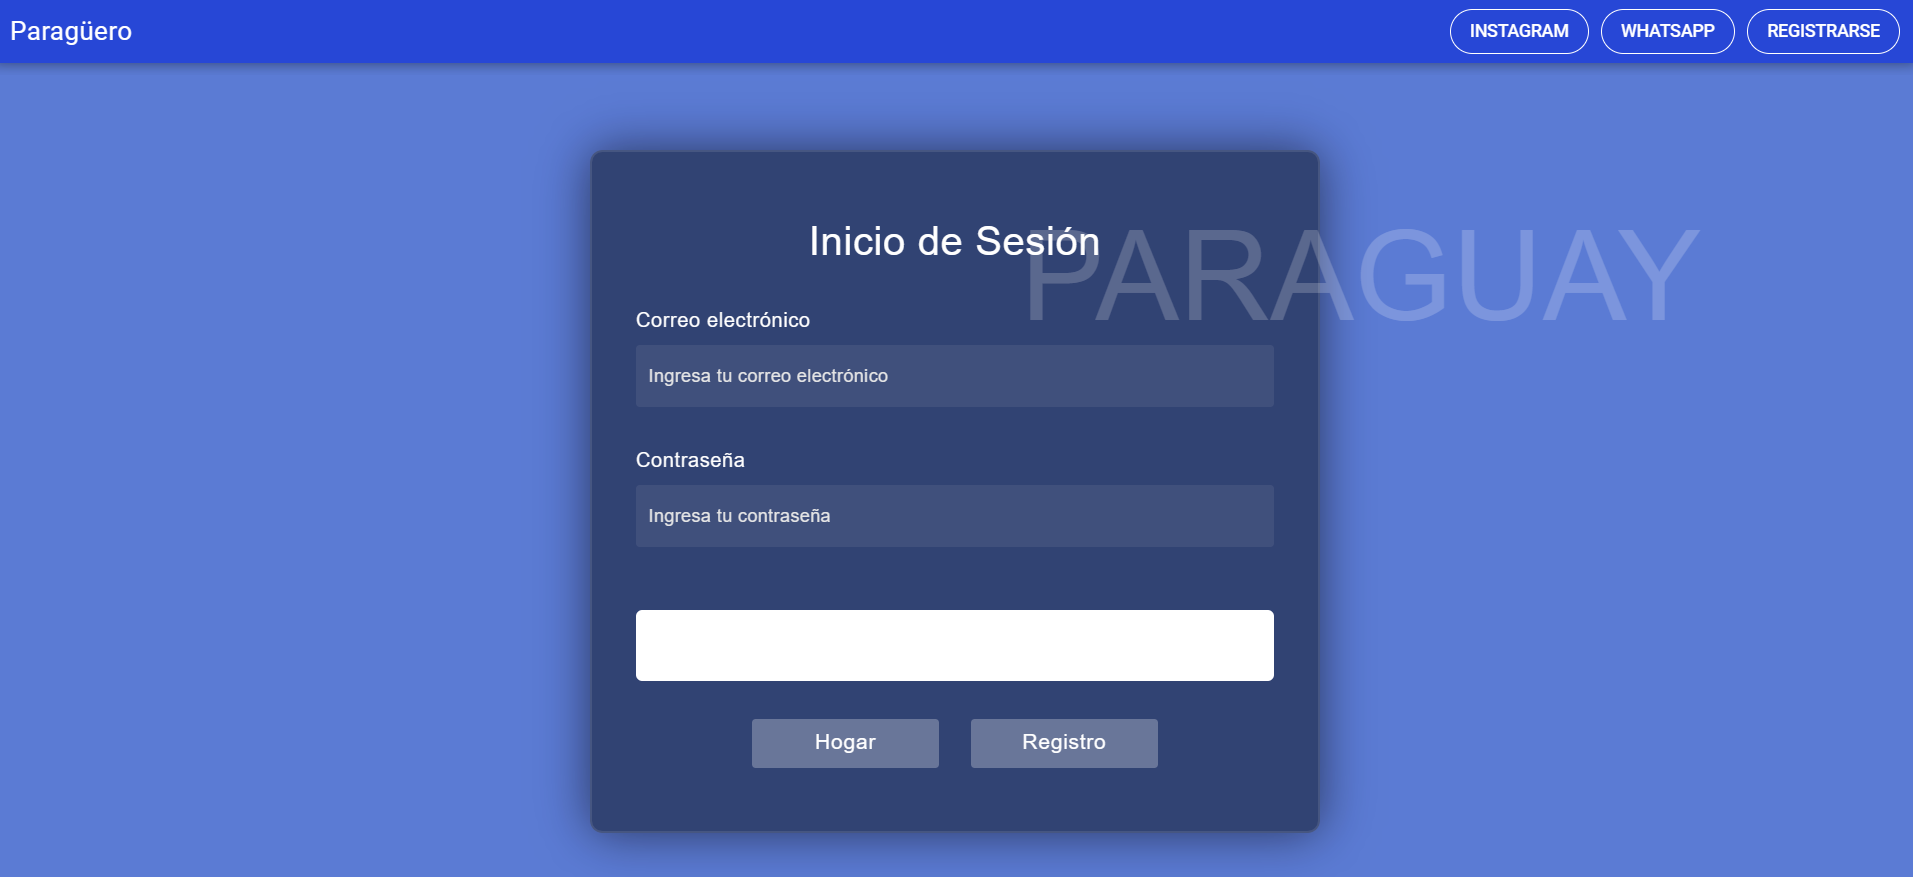 Paragüero
INSTAGRAM
WHATSAPP
REGISTRARSE
Inicio de Sesión
PARAGUAY
Correo electrónico
Ingresa tu correo electrónico
Contraseña
Ingresa tu contraseña
Hogar
Registro